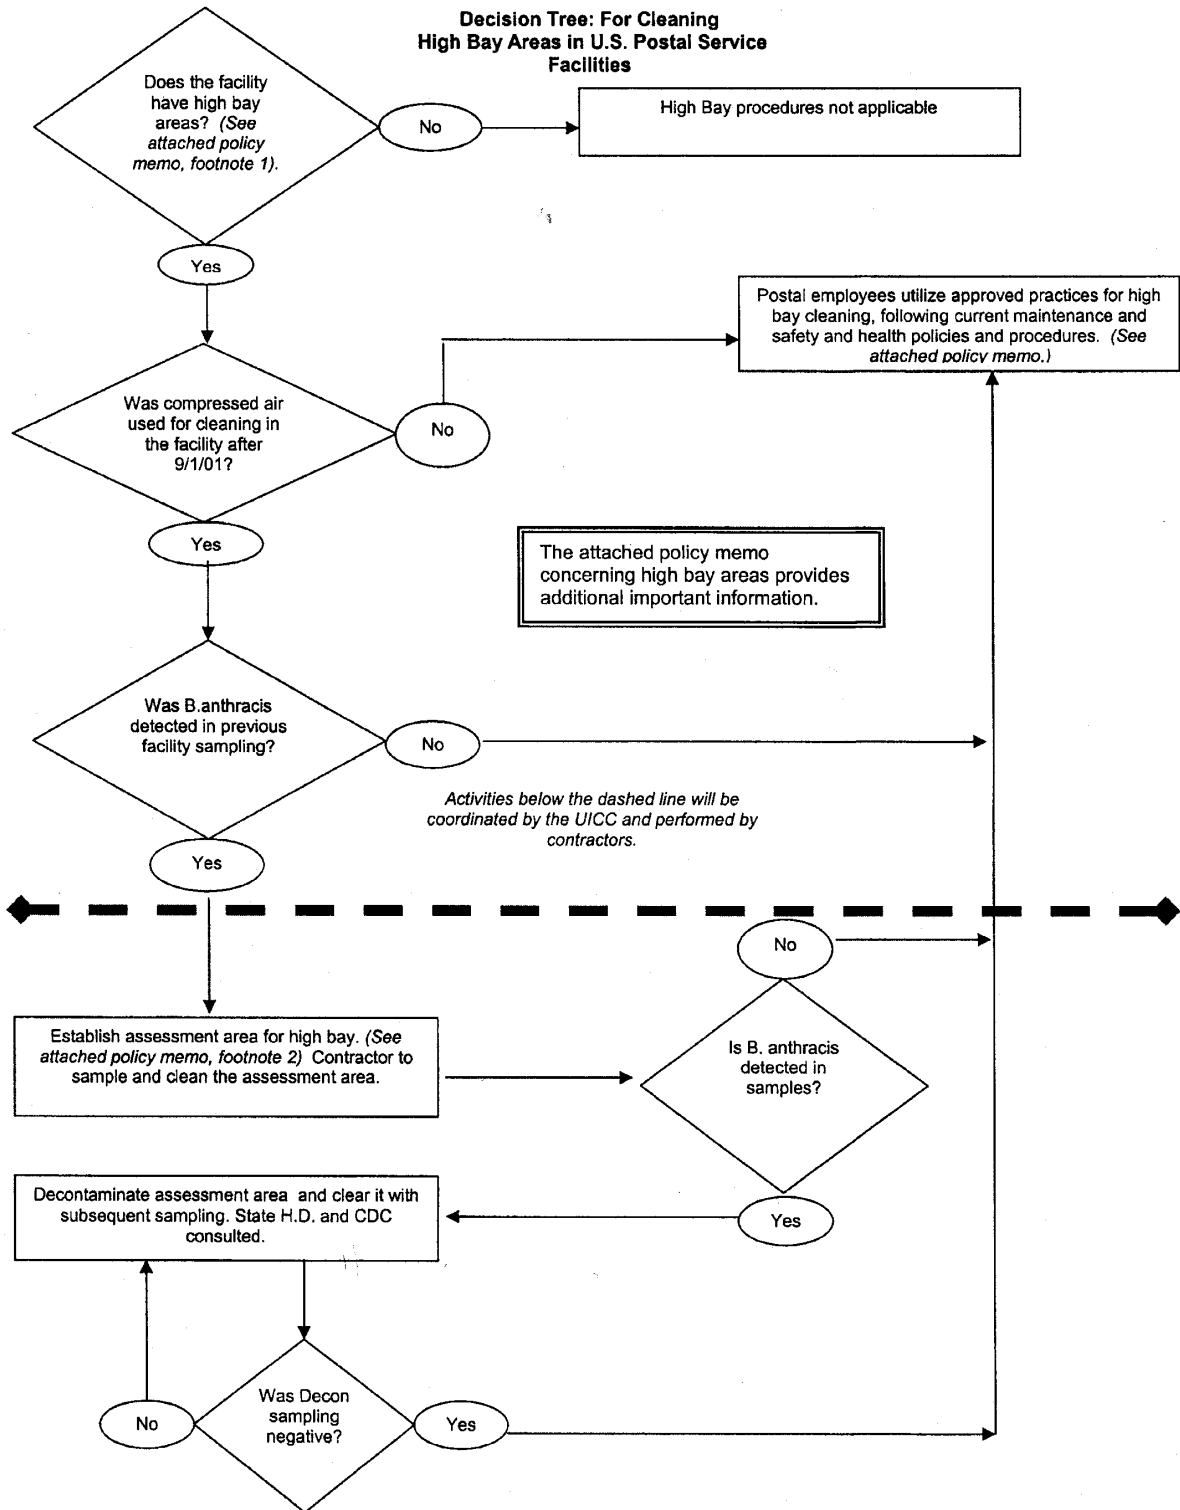 Decision Tree: For Cleaning
High Bay Areas in U.S. Postal Service
Facilities
Does the facility
have high bay
areas? (See
attached policy
memo, footnote 1).
No
High Bay procedures not applicable
Yes
Postal employees utilize approved practices for high
bay cleaning, following current maintenance and
safety and health policies and procedures. (See
attached policy memo.)
Was compressed air
used for cleaning in
the facility after
9/1/01?
No
Yes
The attached policy memo
concerning high bay areas provides
additional important information.
Was B.anthracis
detected in previous
facility sampling?
No
Activities below the dashed line will be
coordinated by the UICC and performed by
contractors.
Yes
No
Establish assessment area for high bay. (See
attached policy memo, footnote 2) Contractor to
sample and clean the assessment area.
Is B. anthracis
detected in
samples?
Decontaminate assessment area and clear it with
subsequent sampling. State H.D. and CDC
consulted.
Yes
Was Decon
sampling
negative?
No
Yes